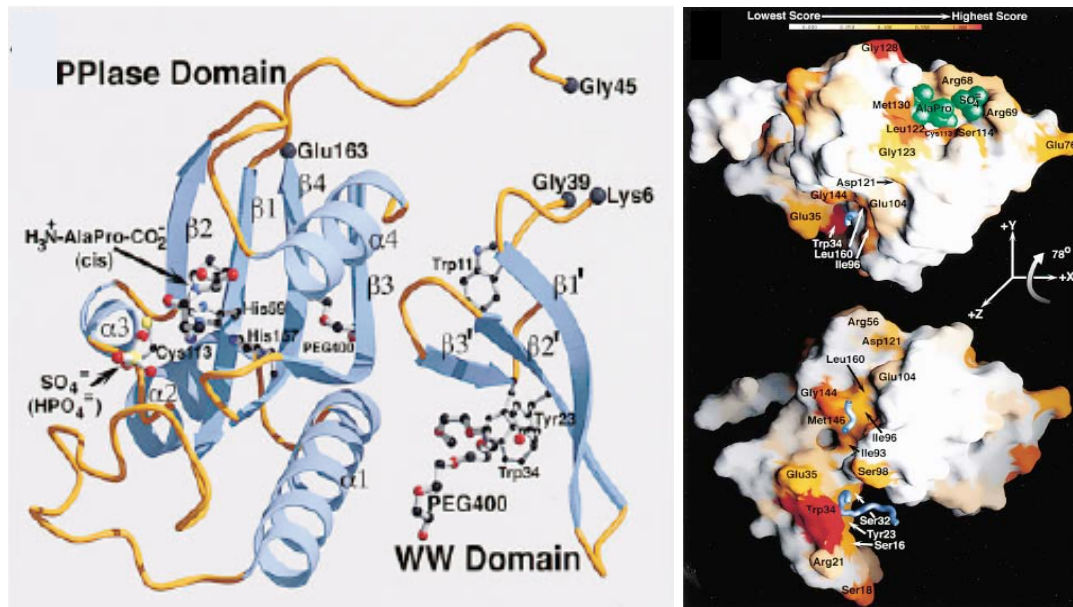 PPIase Domain
Gly45
Glu163
β4
Gly39
Lys6
β1
β2
α4
H₃N⁺-AlaPro-CO₂⁻
(cis)
Trp11
β3
β1'
α3
His59
His157
PEG400
β3'
β2'
Cys113
SO₄⁼
(HPO₄⁼)
α2
Tyr23
Trp34
α1
PEG400
WW Domain
Lowest Score
Highest Score
Gly128
Arg68
Met130
AlaPro
SO₄⁼
Arg69
Leu122
Cys113
Ser114
Gly123
Glu76
Asp121
Gly144
Glu104
Glu35
Trp34
Leu160
Ile96
+Y
78°
+X
+Z
Arg56
Asp121
Leu160
Glu104
Gly144
Met146
Ile96
Ile93
Glu35
Ser98
Trp34
Ser32
Tyr23
Ser16
Arg21
Ser18